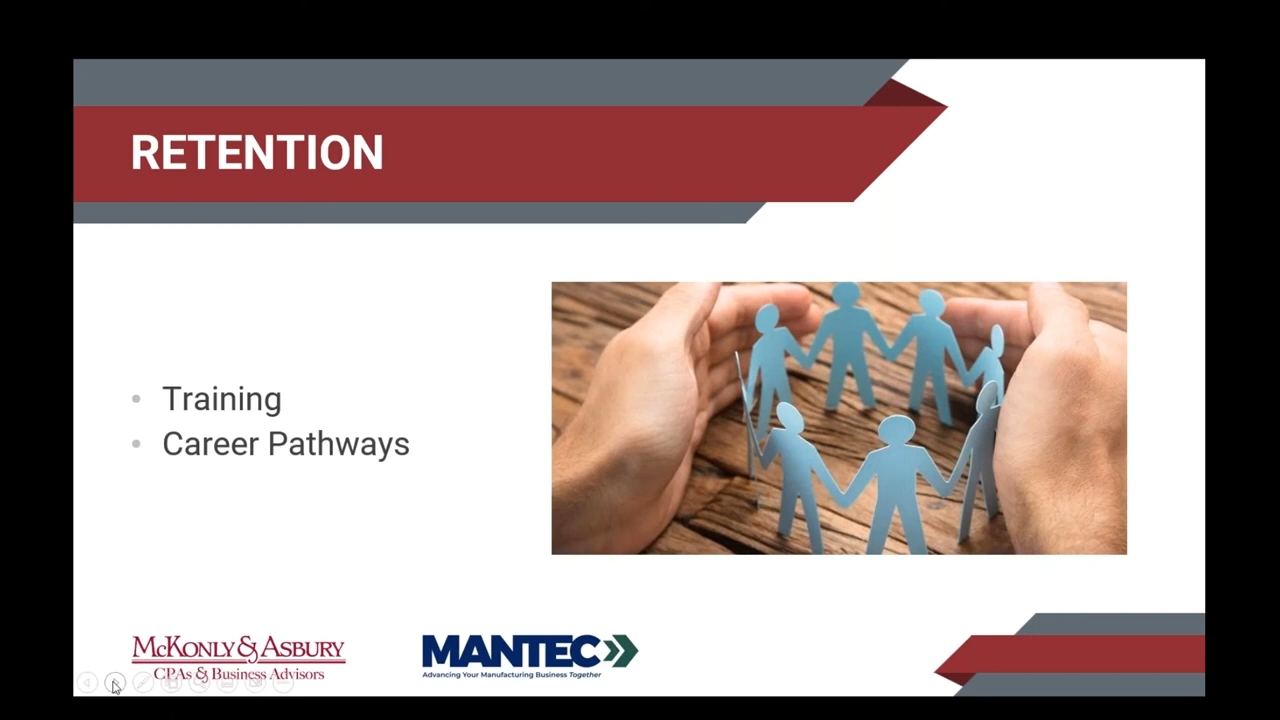 RETENTION
Training
Career Pathways
McKonly & Asbury
CPAs & Business Advisors
MANTEC
Advancing Your Manufacturing Business Together